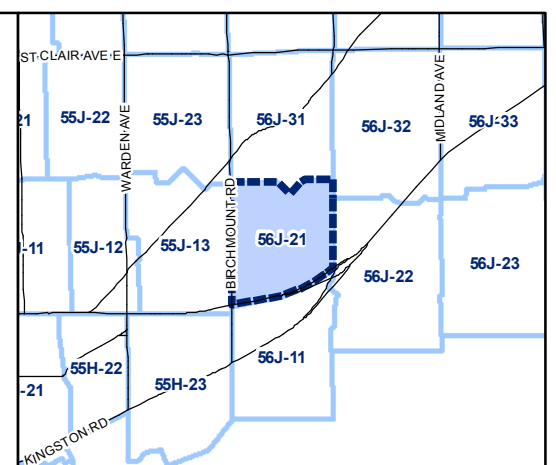 ST CLAIR AVE E
MIDLAND AVE
21
55J-22
WARDEN AVE
55J-23
56J-31
56J-32
56J-33
BIRCHMOUNT RD
J-11
55J-12
55J-13
56J-21
56J-22
56J-23
56J-11
55H-22
55H-23
-21
KINGSTON RD